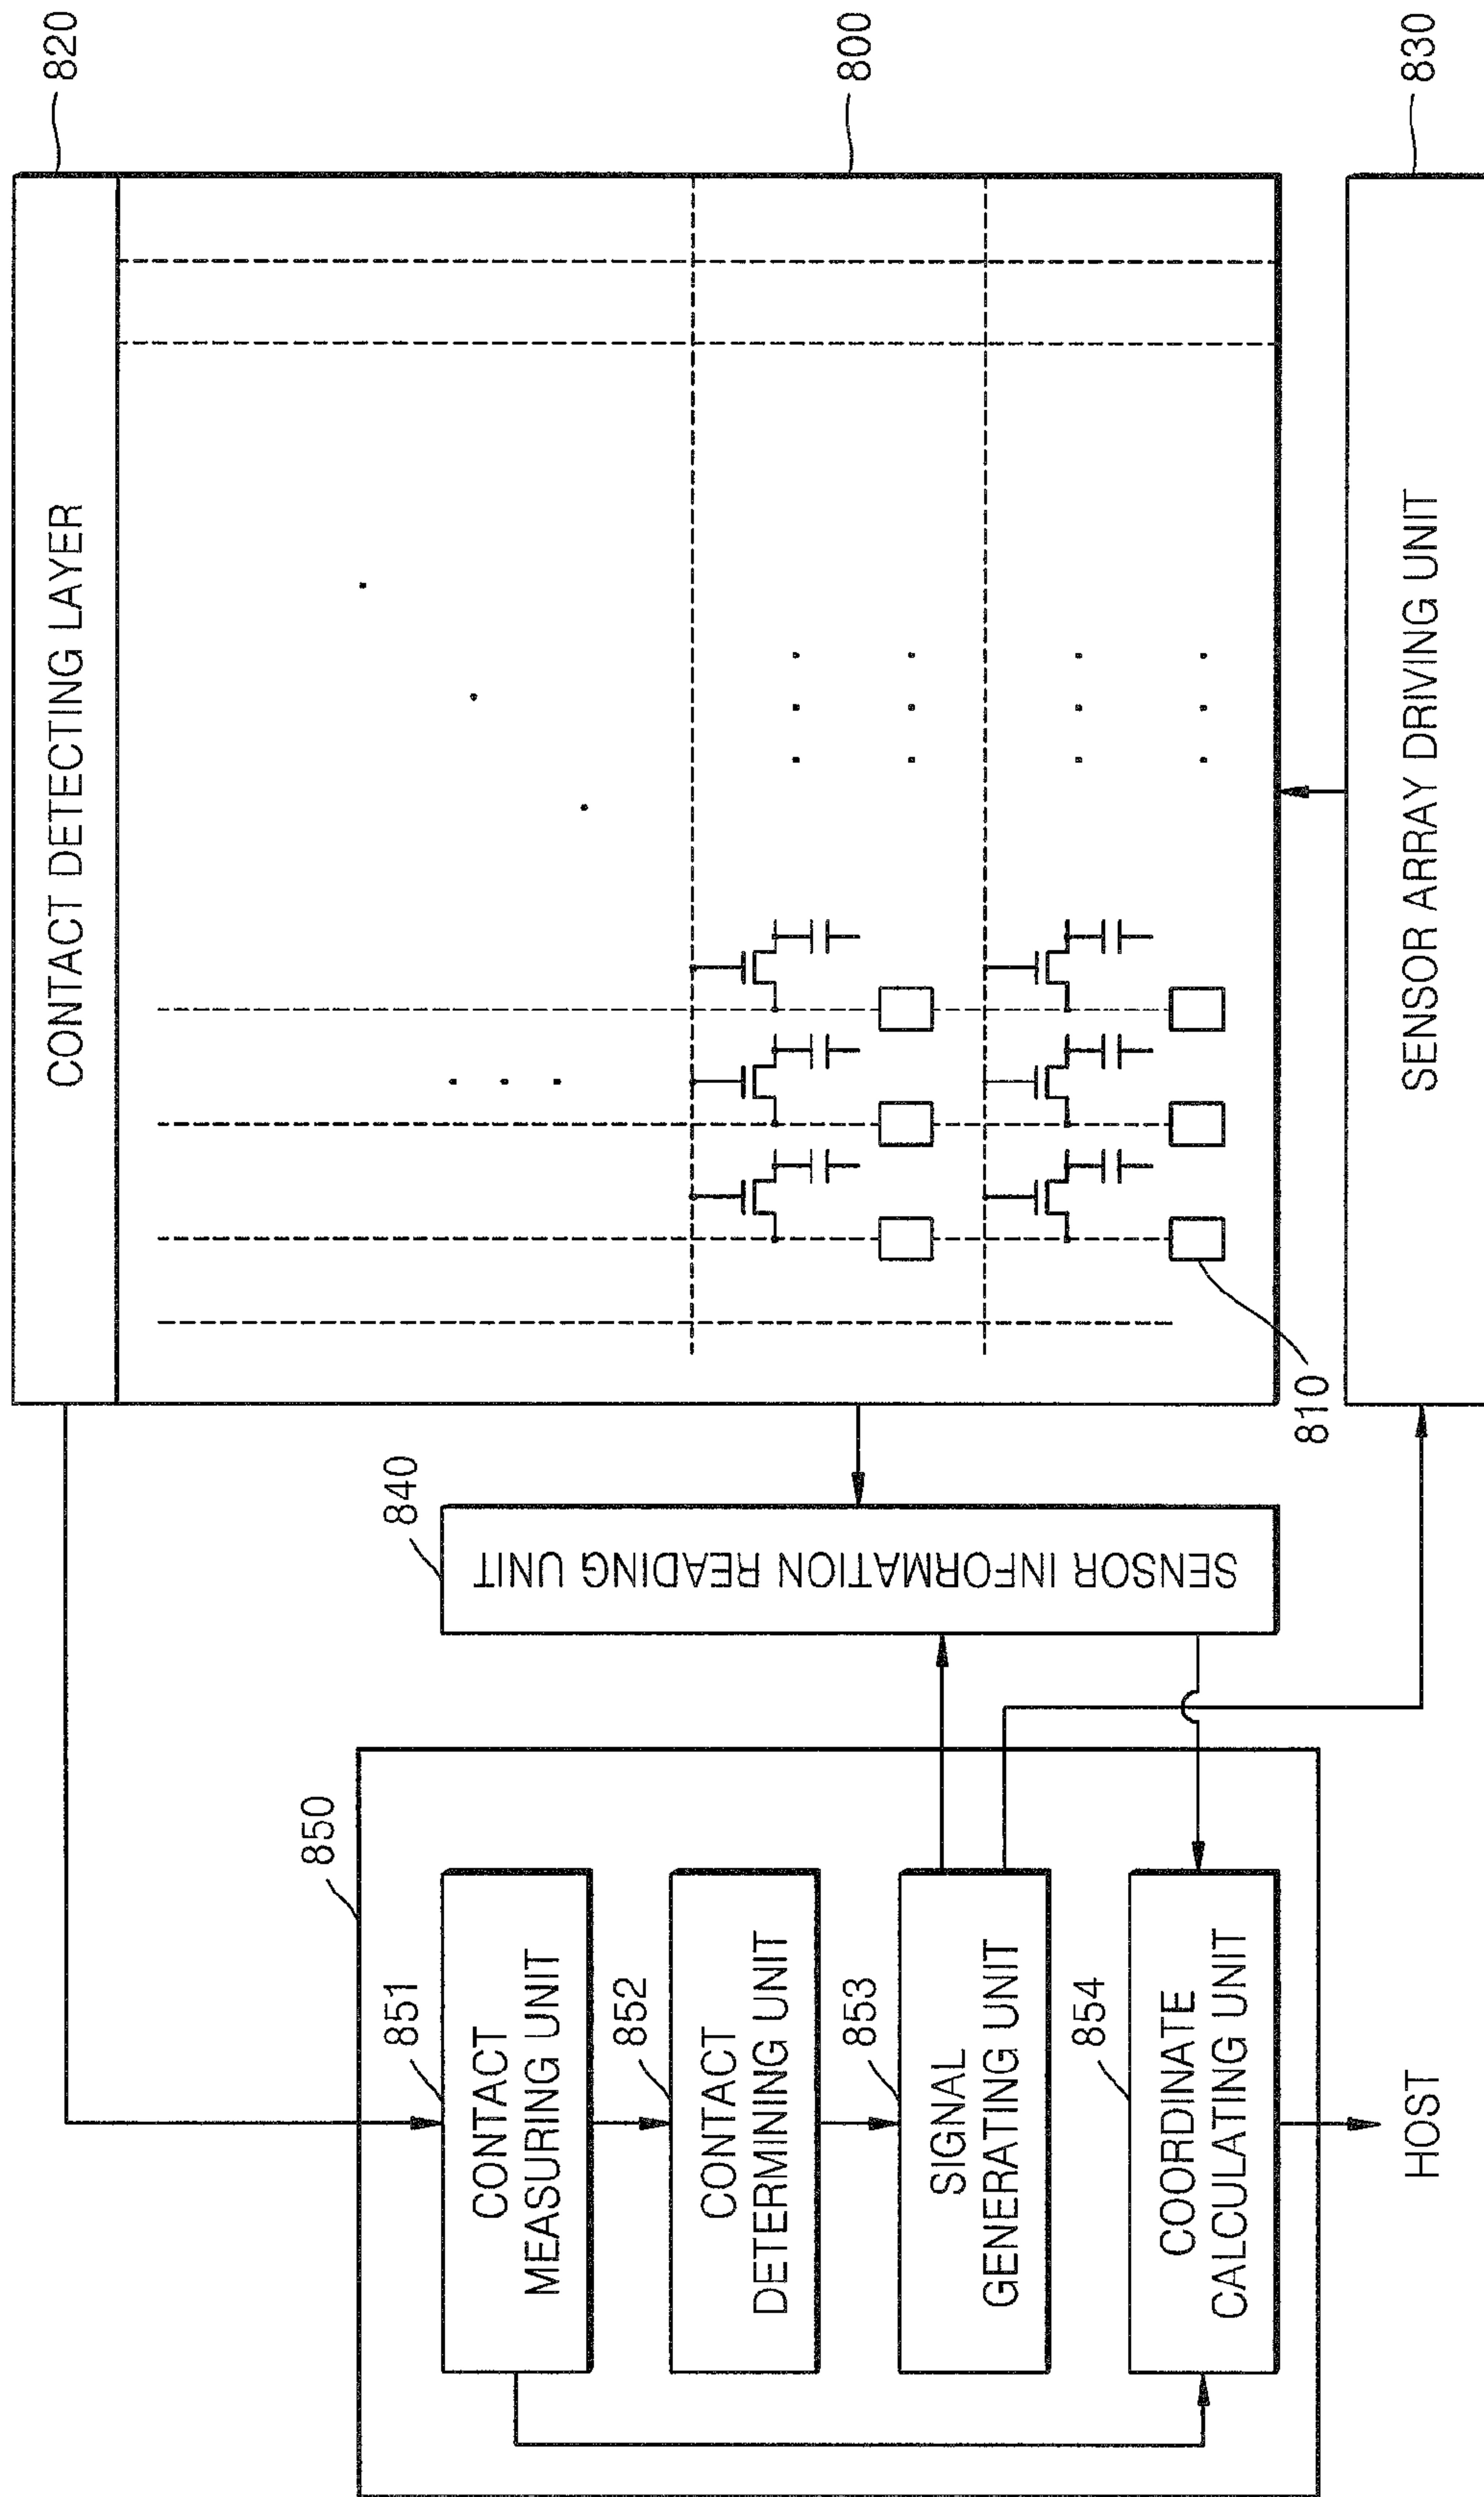 820
CONTACT DETECTING LAYER
800
850
851
CONTACT
MEASURING UNIT
852
CONTACT
DETERMINING UNIT
853
SIGNAL
GENERATING UNIT
854
COORDINATE
CALCULATING UNIT
HOST
840
SENSOR INFORMATION READING UNIT
810
SENSOR ARRAY DRIVING UNIT
830